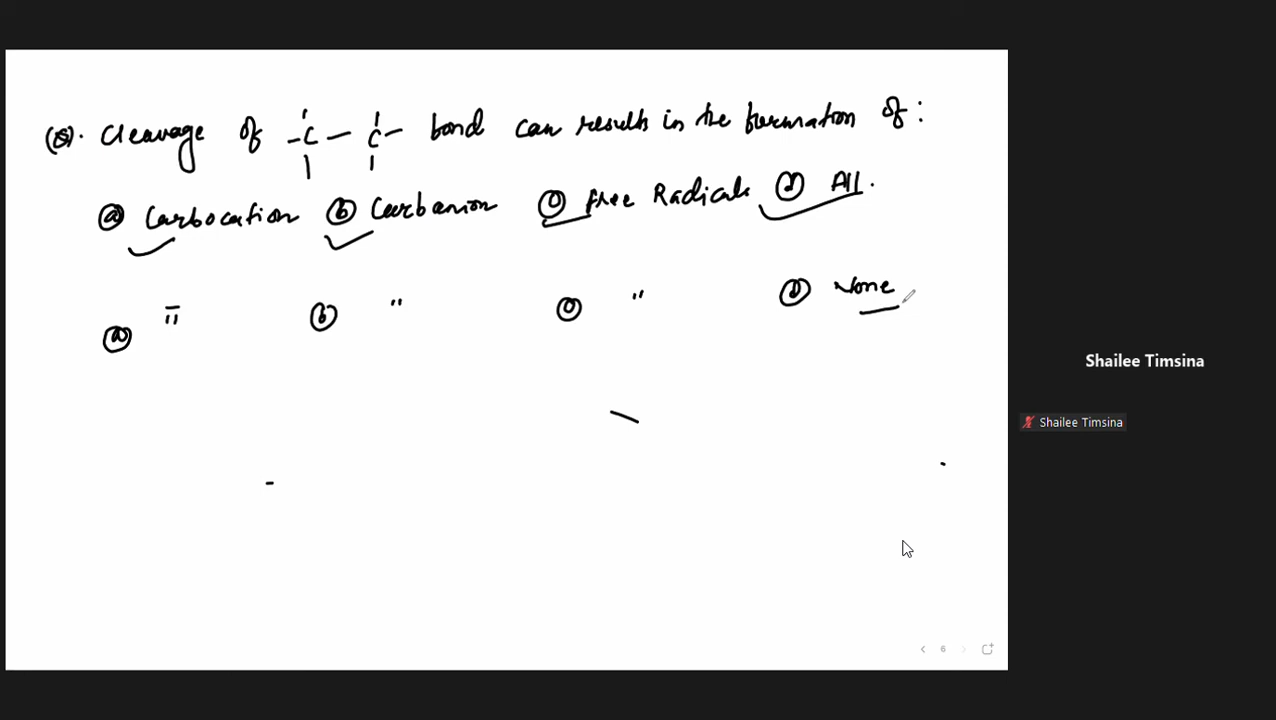 (Q). Cleavage of -C-C- bond can results in the formation of :
(a) Carbocation (b) Carbanion (c) Free Radicals (d) All.
(a) " (b) " (c) " (d) None
Shailee Timsina
Shailee Timsina
6